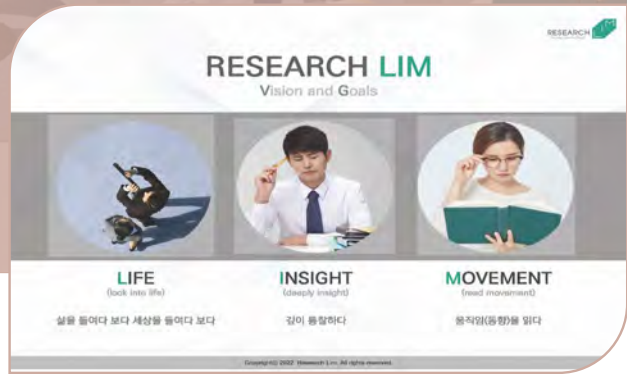 RESEARCH
RESEARCH LIM
Vision and Goals
LIFE
(look into life)
삶을 들여다 보다 세상을 들여다 보다
INSIGHT
(deeply insight)
깊이 통찰하다
MOVEMENT
(read movement)
움직임(동향)을 읽다
Copyright© 2022 Research Lim. All rights reserved.